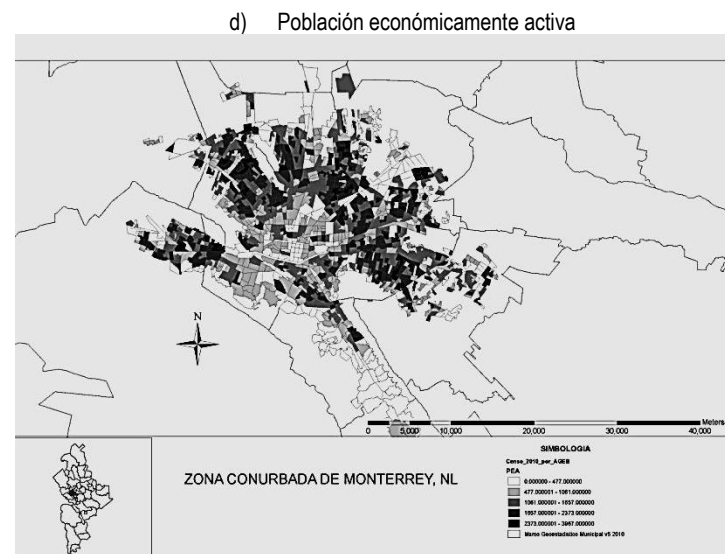 d) Población económicamente activa
N
Meters
0 5,000 10,000 20,000 30,000 40,000
ZONA CONURBADA DE MONTERREY, NL
SIMBOLOGIA
Censo_2010_por_AGEB
PEA
0.000000 - 477.000000
477.000001 - 1061.000000
1061.000001 - 1657.000000
1657.000001 - 2373.000000
2373.000001 - 3967.000000
Marco Geoestadístico Municipal v5 2010